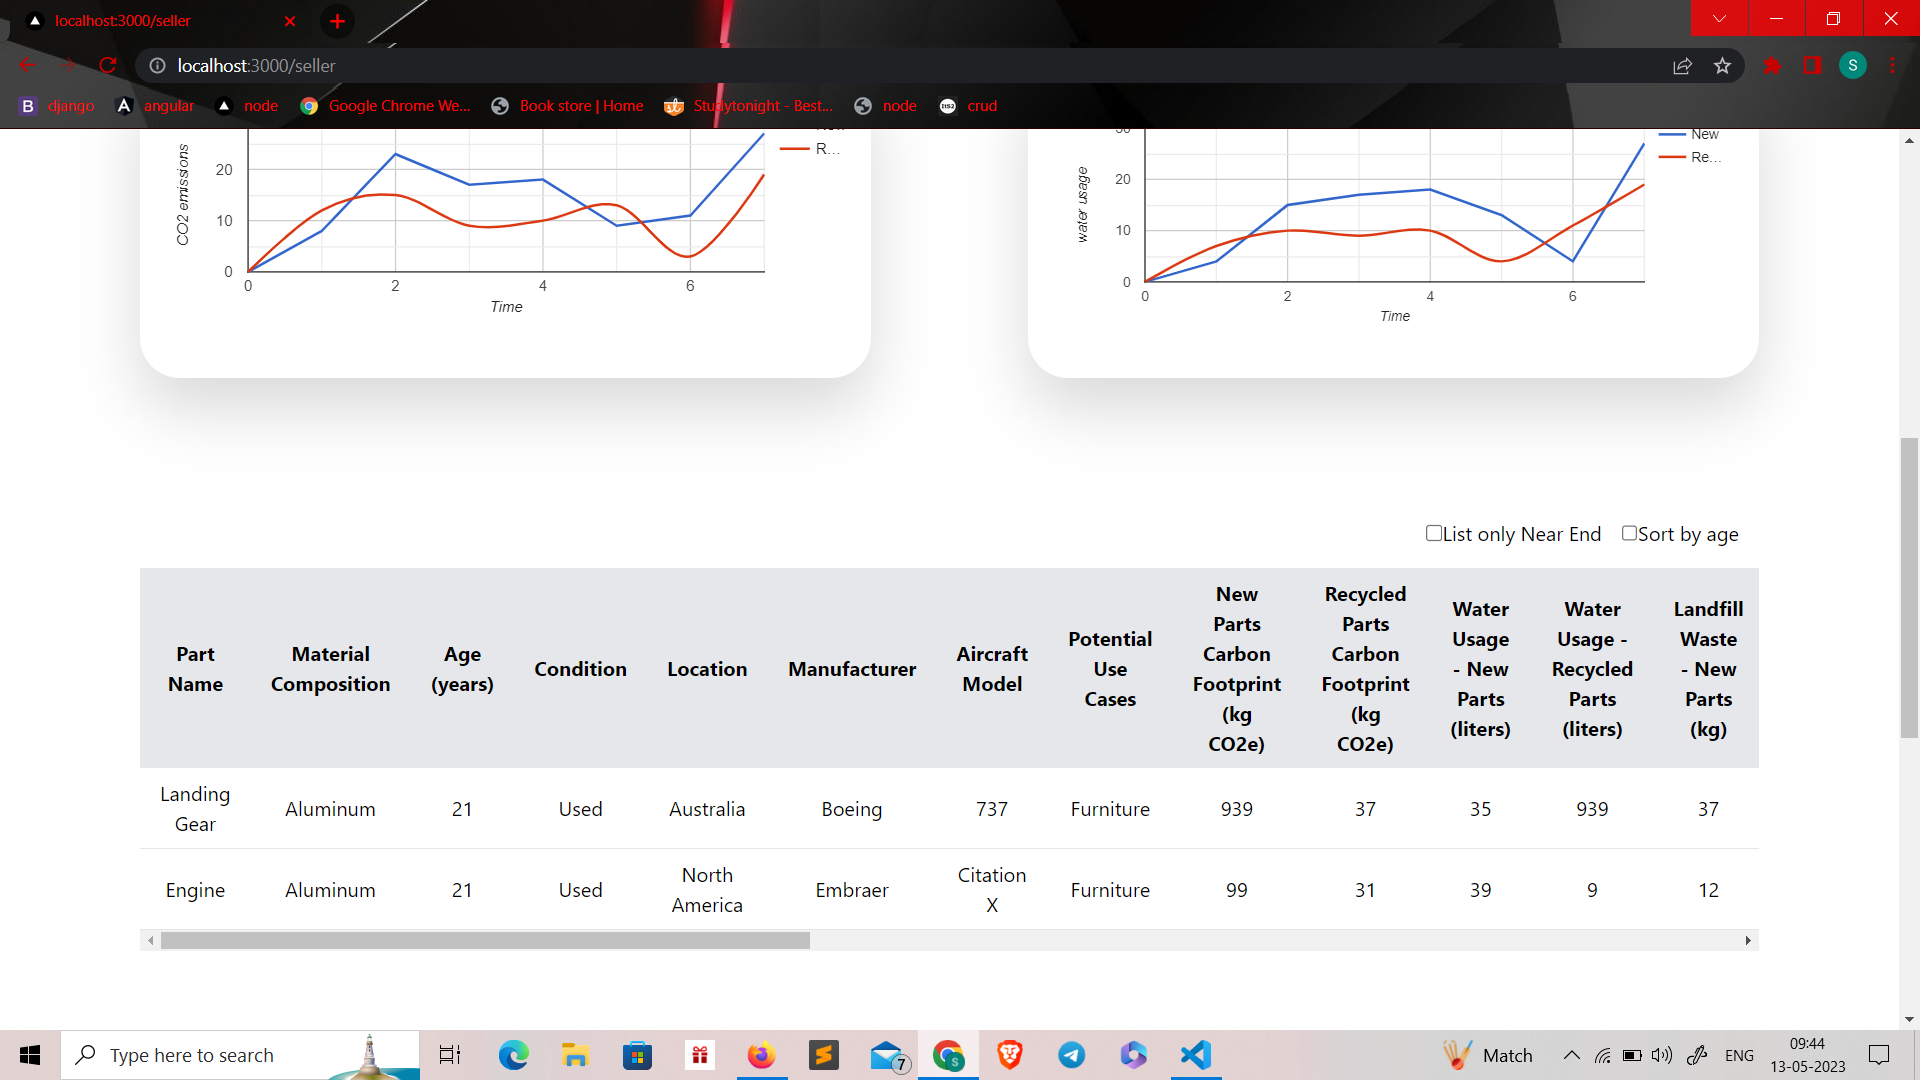 localhost:3000/seller
localhost:3000/seller
S
B django
angular
node
Google Chrome We...
Book store | Home
Studytonight - Best...
node
crud
CO2 emissions
20
10
0
0 2 4 6
Time
R...
water usage
20
10
0
0 2 4 6
Time
New
Re...
List only Near End Sort by age
Part Name
Material Composition
Age (years)
Condition
Location
Manufacturer
Aircraft Model
Potential Use Cases
New Parts Carbon Footprint (kg CO2e)
Recycled Parts Carbon Footprint (kg CO2e)
Water Usage - New Parts (liters)
Water Usage - Recycled Parts (liters)
Landfill Waste - New Parts (kg)
Landing Gear Aluminum 21 Used Australia Boeing 737 Furniture 939 37 35 939 37
Engine Aluminum 21 Used North America Embraer Citation X Furniture 99 31 39 9 12
Type here to search
7
S
Match
ENG
09:44
13-05-2023